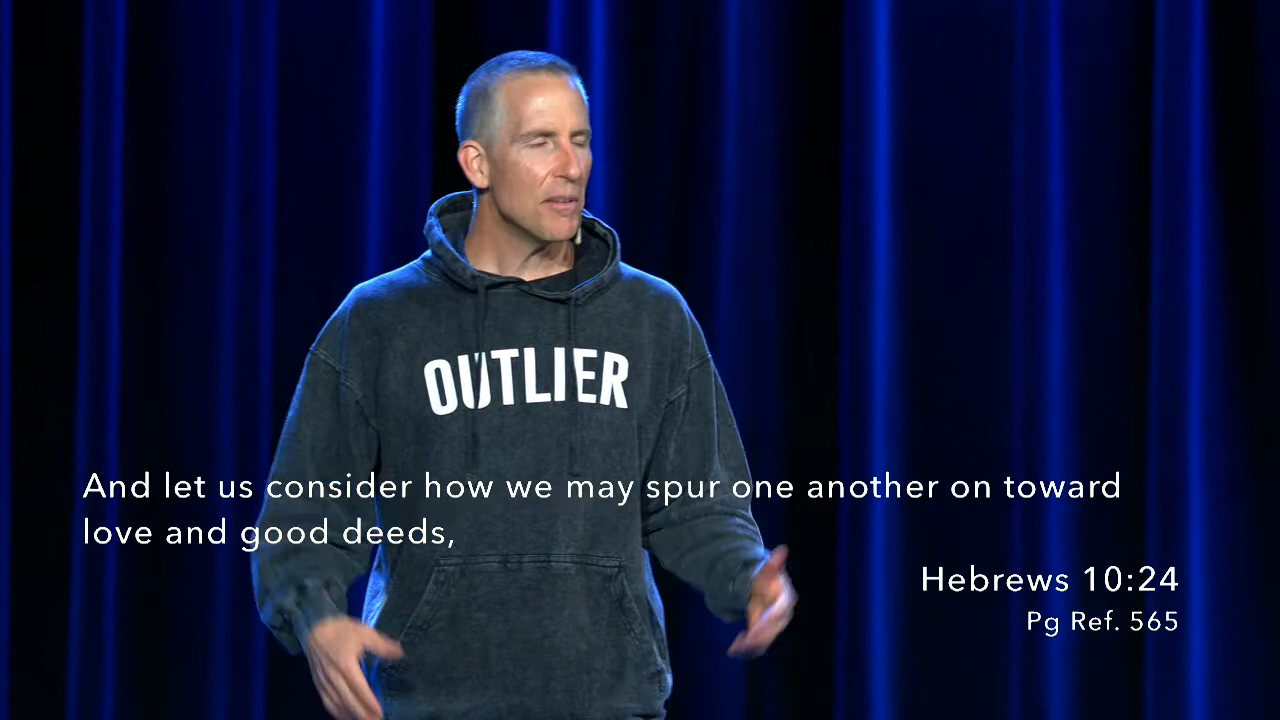 OUTLIER
And let us consider how we may spur one another on toward
love and good deeds,
Hebrews 10:24
Pg Ref. 565